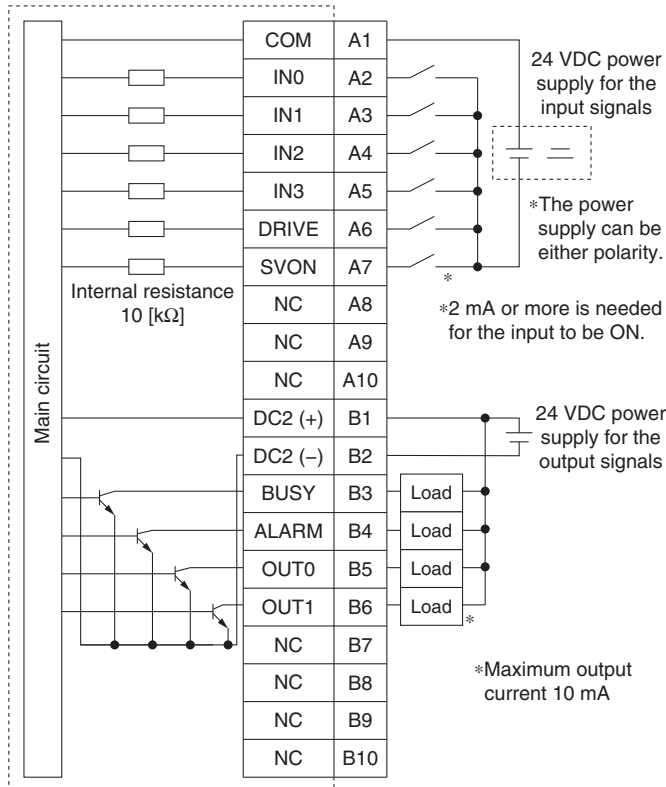 COM A1
IN0 A2
IN1 A3
IN2 A4
IN3 A5
DRIVE A6
SVON A7
NC A8
NC A9
NC A10
DC2 (+) B1
DC2 (−) B2
BUSY B3 Load
ALARM B4 Load
OUT0 B5 Load
OUT1 B6 Load
*
NC B7
NC B8
NC B9
NC B10
Main circuit
Internal resistance
10 [kΩ]
24 VDC power
supply for the
input signals
*The power
supply can be
either polarity.
*
*2 mA or more is needed
for the input to be ON.
24 VDC power
supply for the
output signals
*Maximum output
current 10 mA